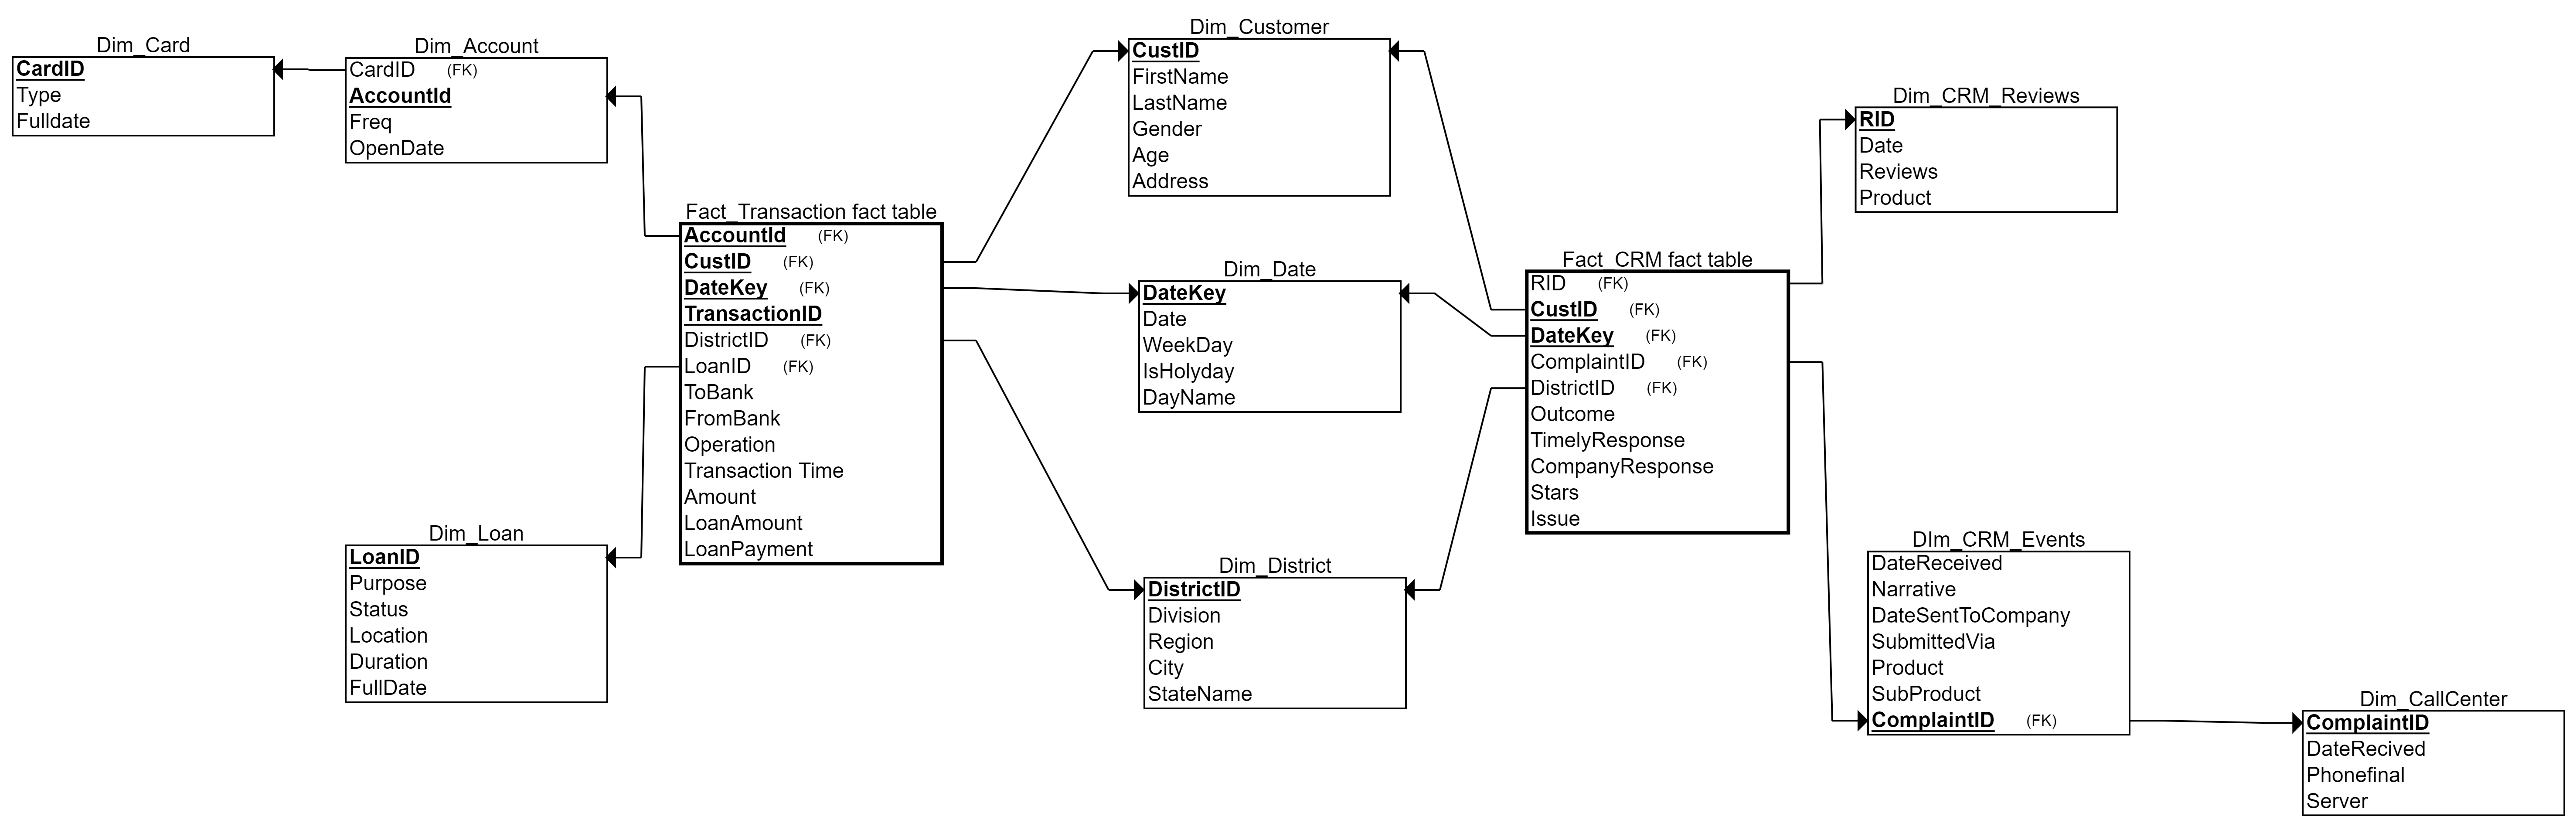 Dim_Card
CardID
Type
Fulldate
Dim_Account
CardID (FK)
AccountId
Freq
OpenDate
Fact_Transaction fact table
AccountId (FK)
CustID (FK)
DateKey (FK)
TransactionID
DistrictID (FK)
LoanID (FK)
ToBank
FromBank
Operation
Transaction Time
Amount
LoanAmount
LoanPayment
Dim_Loan
LoanID
Purpose
Status
Location
Duration
FullDate
Dim_Customer
CustID
FirstName
LastName
Gender
Age
Address
Dim_Date
DateKey
Date
WeekDay
IsHolyday
DayName
Dim_District
DistrictID
Division
Region
City
StateName
Fact_CRM fact table
RID (FK)
CustID (FK)
DateKey (FK)
ComplaintID (FK)
DistrictID (FK)
Outcome
TimelyResponse
CompanyResponse
Stars
Issue
Dim_CRM_Reviews
RID
Date
Reviews
Product
DIm_CRM_Events
DateReceived
Narrative
DateSentToCompany
SubmittedVia
Product
SubProduct
ComplaintID (FK)
Dim_CallCenter
ComplaintID
DateRecived
Phonefinal
Server